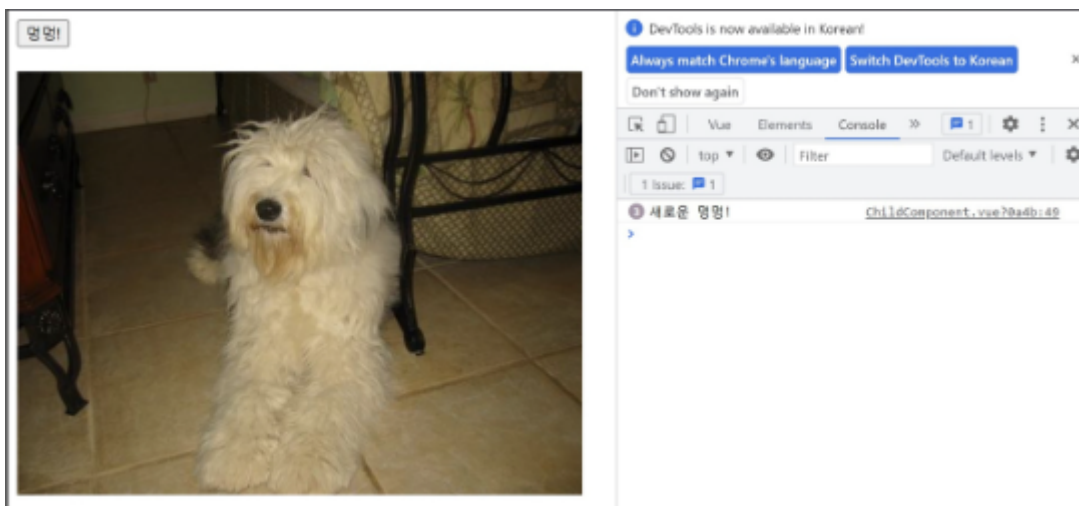 멍멍!
DevTools is now available in Korean!
Always match Chrome's language Switch DevTools to Korean
Don't show again
Vue Elements Console » 1
top ▼ Filter Default levels ▼
1 Issue: 1
3 새로운 멍멍! ChildComponent.vue?0a4b:49